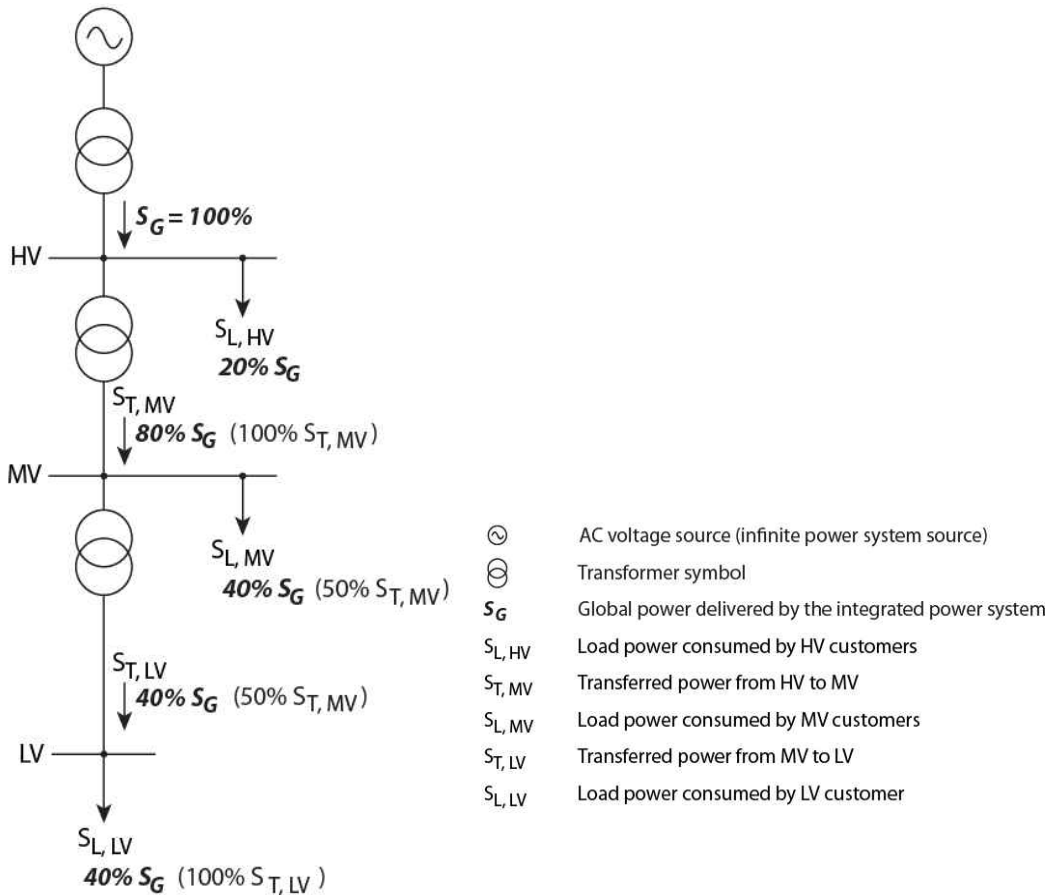 S_G = 100%
HV
S_L, HV
20% S_G
S_T, MV
80% S_G (100% S_T, MV)
MV
S_L, MV
40% S_G (50% S_T, MV)
S_T, LV
40% S_G (50% S_T, MV)
LV
S_L, LV
40% S_G (100% S_T, LV)
AC voltage source (infinite power system source)
Transformer symbol
S_G Global power delivered by the integrated power system
S_L, HV Load power consumed by HV customers
S_T, MV Transferred power from HV to MV
S_L, MV Load power consumed by MV customers
S_T, LV Transferred power from MV to LV
S_L, LV Load power consumed by LV customer